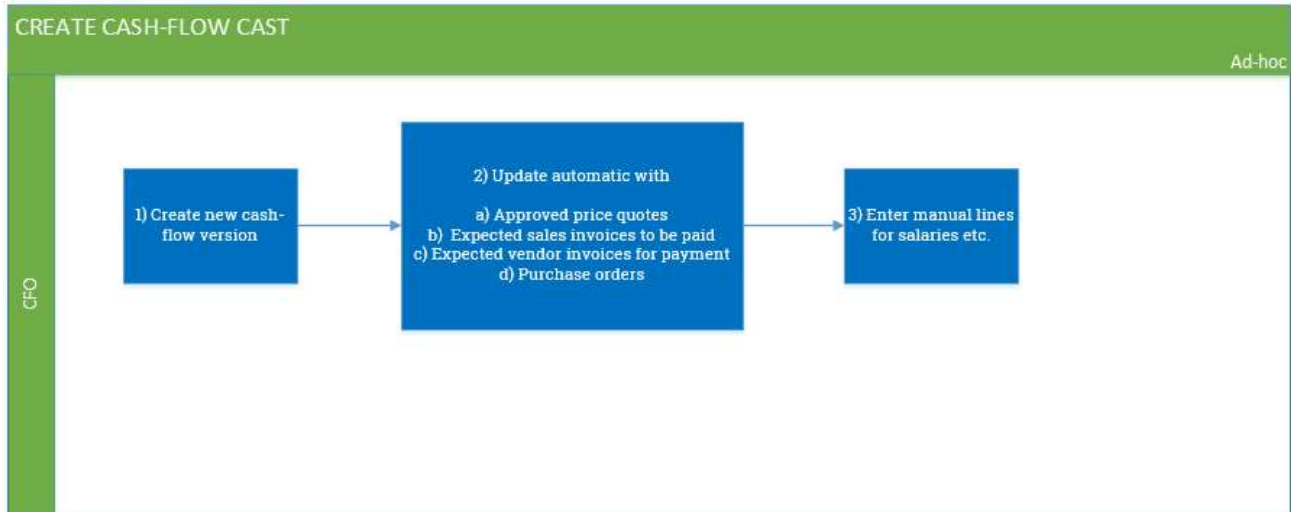 CREATE CASH-FLOW CAST
Ad-hoc
CFO
1) Create new cash-
flow version
2) Update automatic with
a) Approved price quotes
b) Expected sales invoices to be paid
c) Expected vendor invoices for payment
d) Purchase orders
3) Enter manual lines
for salaries etc.